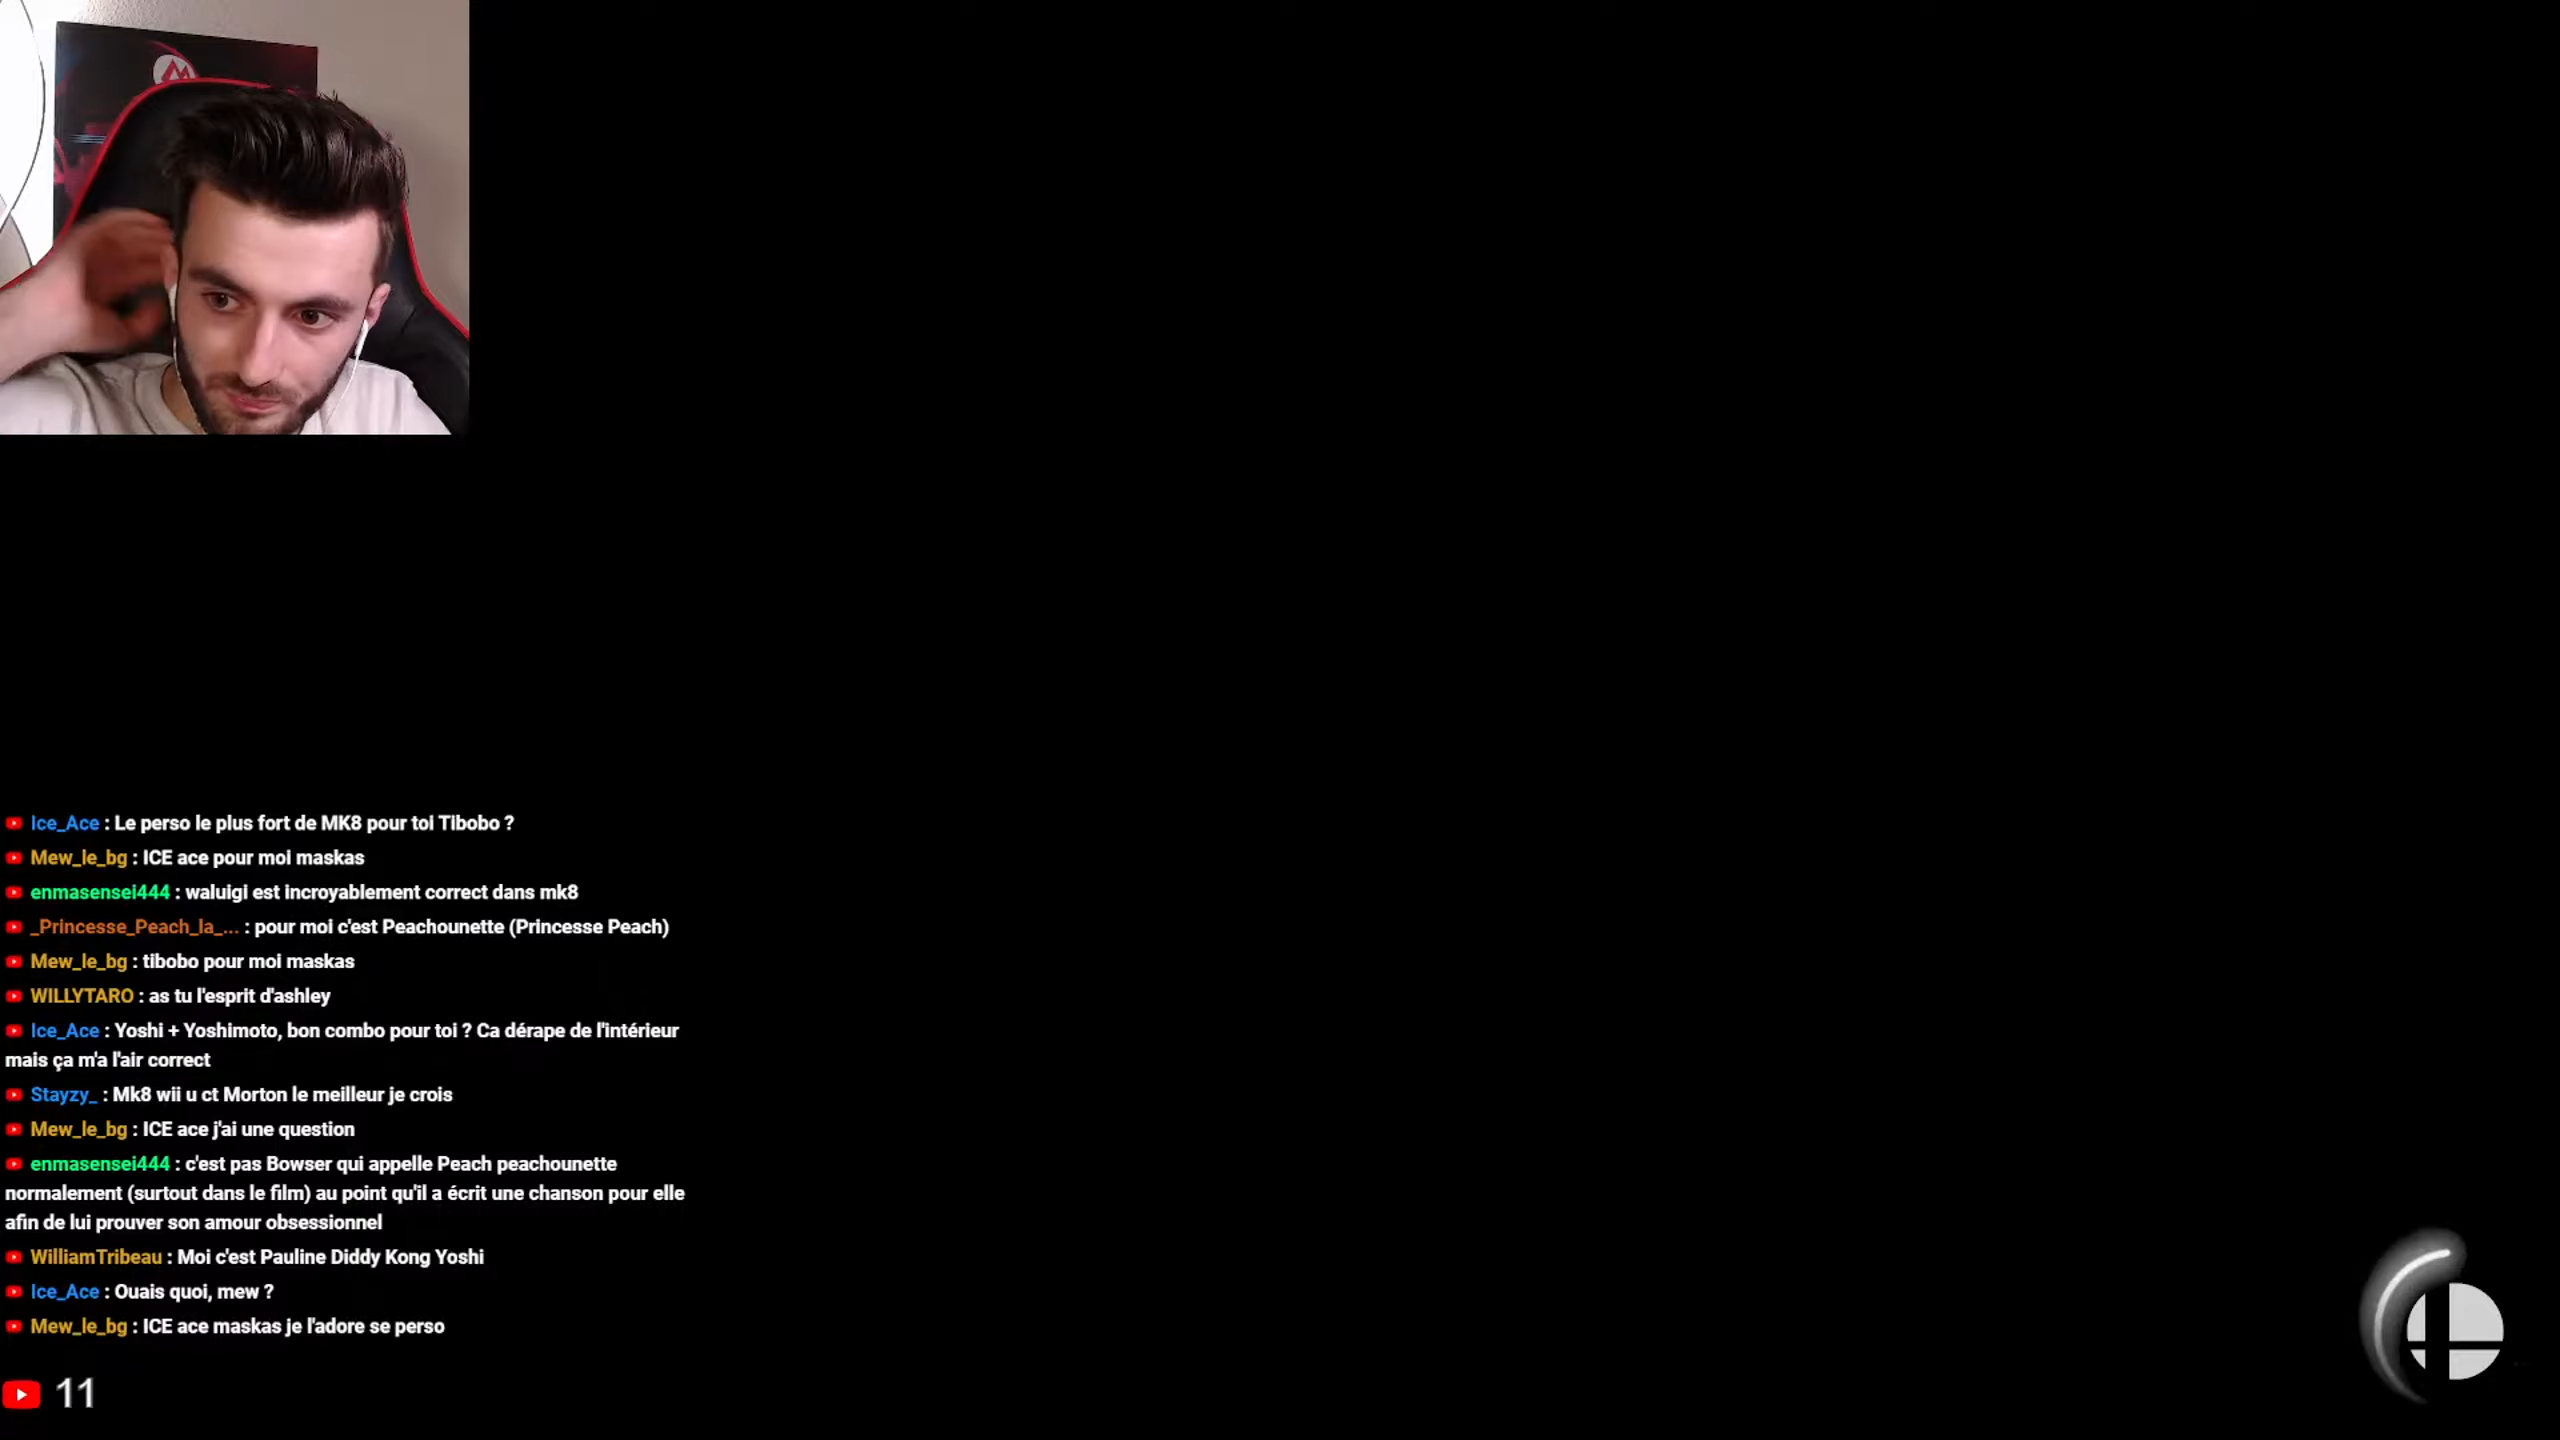 Ice_Ace : Le perso le plus fort de MK8 pour toi Tibobo ?
Mew_le_bg : ICE ace pour moi maskas
enmasensei444 : waluigi est incroyablement correct dans mk8
_Princesse_Peach_la_... : pour moi c'est Peachounette (Princesse Peach)
Mew_le_bg : tibobo pour moi maskas
WILLYTARO : as tu l'esprit d'ashley
Ice_Ace : Yoshi + Yoshimoto, bon combo pour toi ? Ca dérape de l'intérieur
mais ça m'a l'air correct
Stayzy_ : Mk8 wii u ct Morton le meilleur je crois
Mew_le_bg : ICE ace j'ai une question
enmasensei444 : c'est pas Bowser qui appelle Peach peachounette
normalement (surtout dans le film) au point qu'il a écrit une chanson pour elle
afin de lui prouver son amour obsessionnel
WilliamTribeau : Moi c'est Pauline Diddy Kong Yoshi
Ice_Ace : Ouais quoi, mew ?
Mew_le_bg : ICE ace maskas je l'adore se perso
11